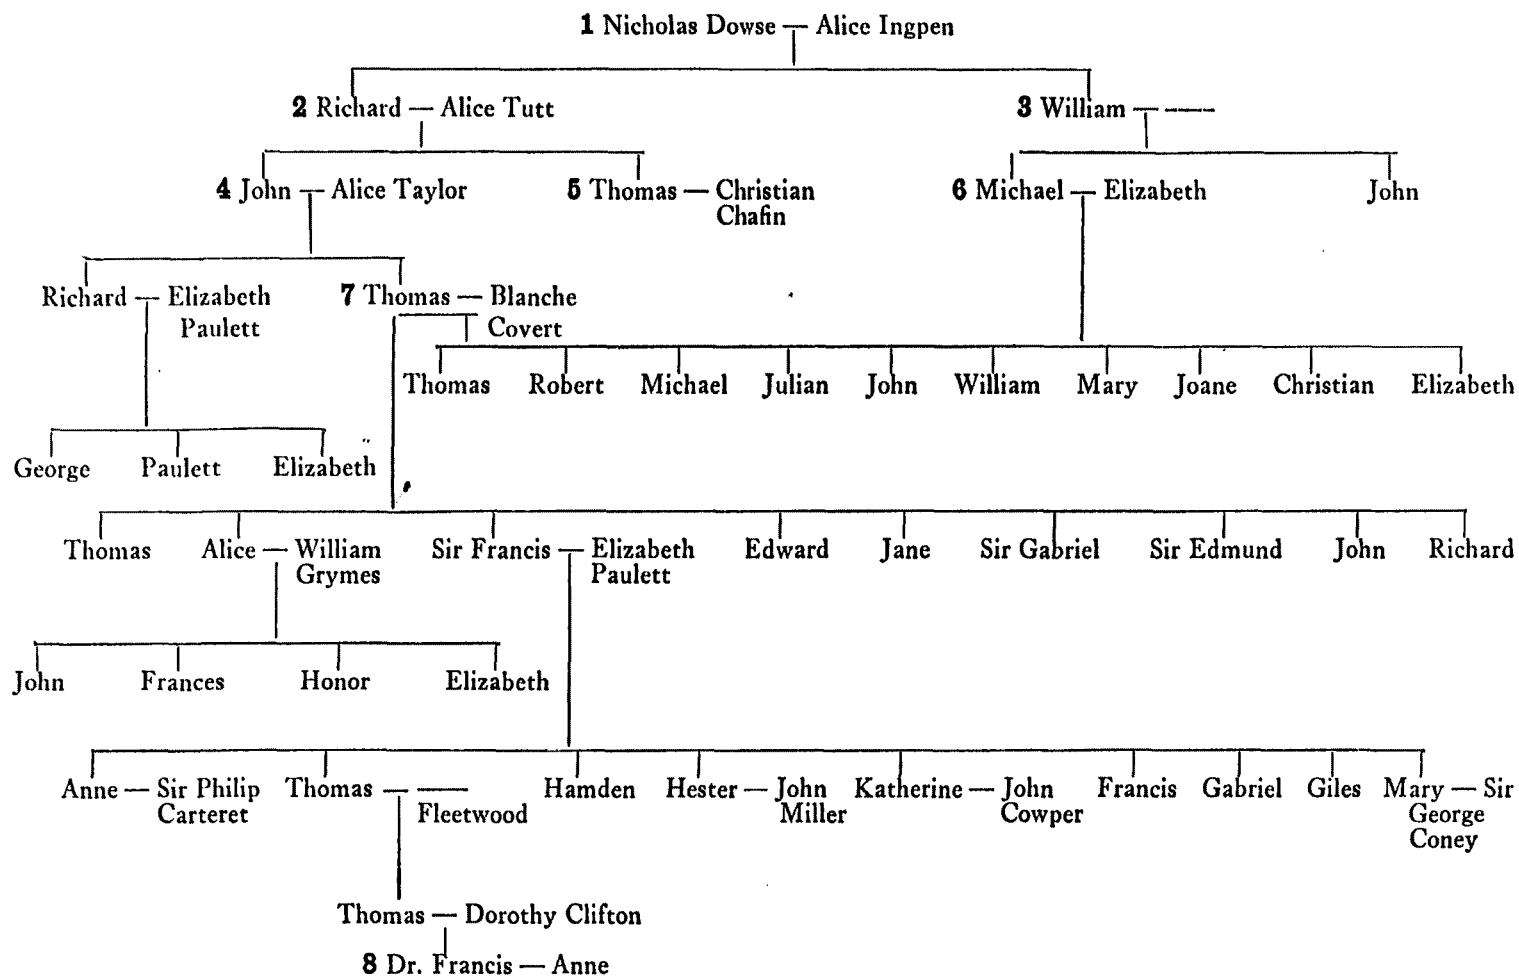 1 Nicholas Dowse — Alice Ingpen
2 Richard — Alice Tutt 3 William — ——
4 John — Alice Taylor 5 Thomas — Christian 6 Michael — Elizabeth John
Chafin
Richard — Elizabeth 7 Thomas — Blanche
Paulett Covert
Thomas Robert Michael Julian John William Mary Joane Christian Elizabeth
George Paulett Elizabeth
Thomas Alice — William Sir Francis — Elizabeth Edward Jane Sir Gabriel Sir Edmund John Richard
Grymes Paulett
John Frances Honor Elizabeth
Anne — Sir Philip Thomas — —— Hamden Hester — John Katherine — John Francis Gabriel Giles Mary — Sir
Carteret Fleetwood Miller Cowper George
Coney
Thomas — Dorothy Clifton
8 Dr. Francis — Anne